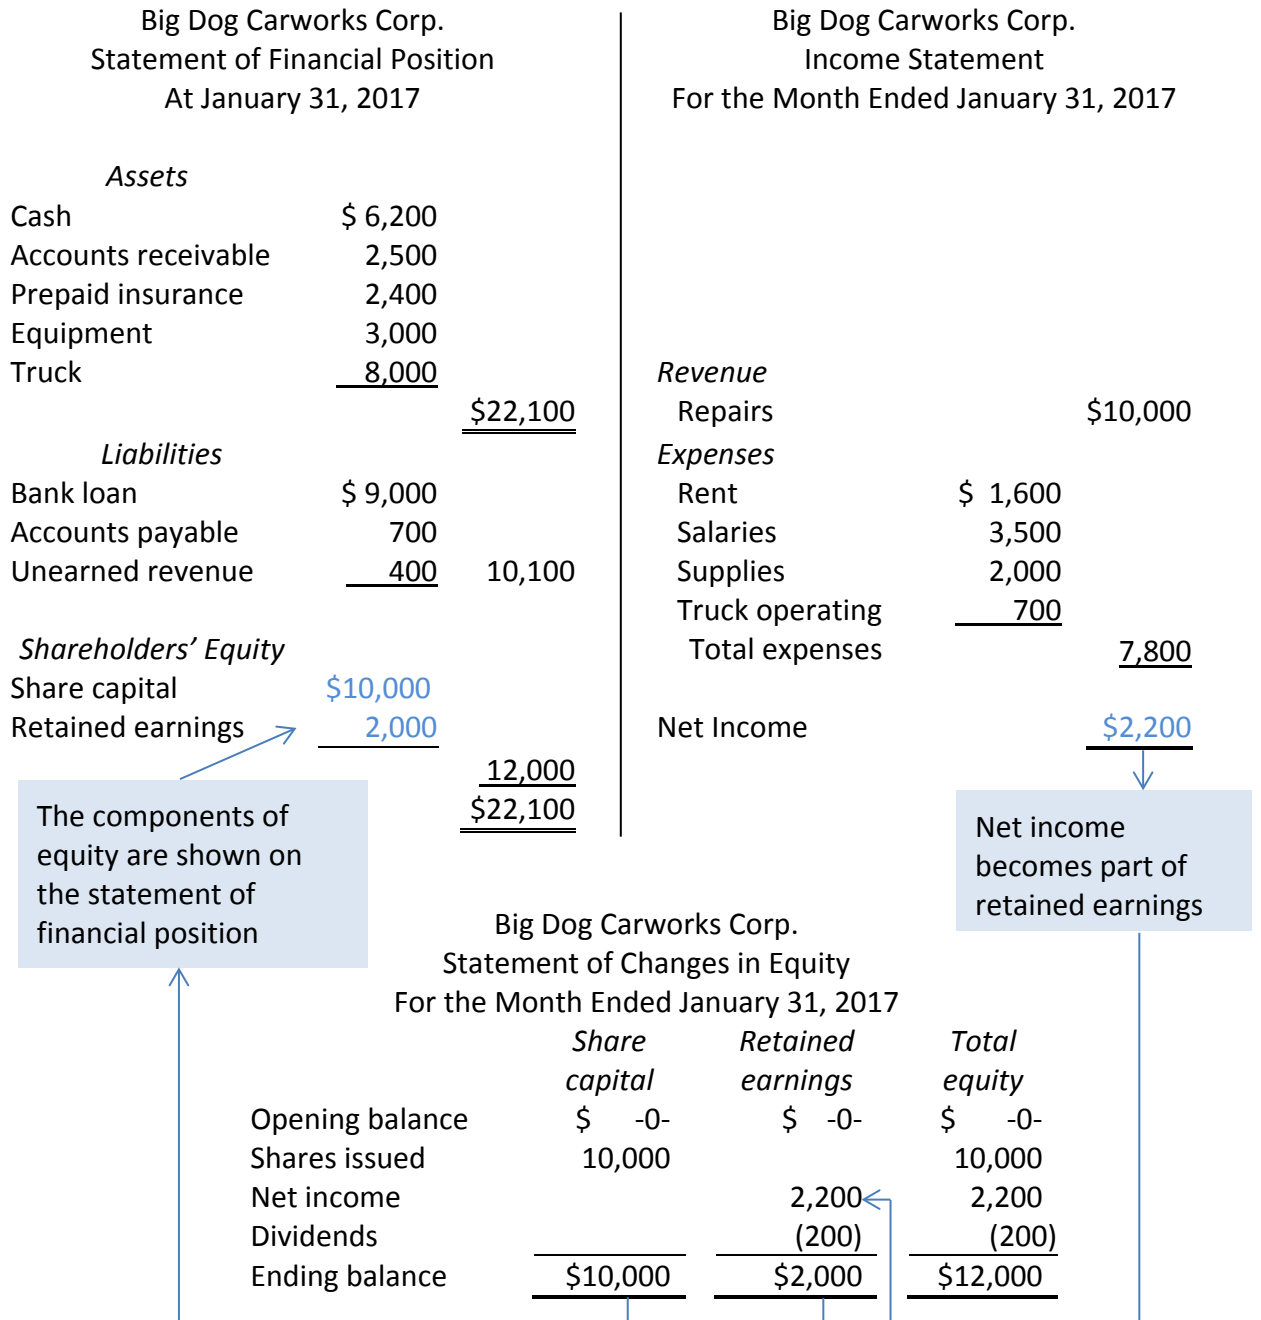 Big Dog Carworks Corp.
Statement of Financial Position
At January 31, 2017
Assets
Cash $ 6,200
Accounts receivable 2,500
Prepaid insurance 2,400
Equipment 3,000
Truck 8,000
$22,100
Liabilities
Bank loan $ 9,000
Accounts payable 700
Unearned revenue 400 10,100
Shareholders’ Equity
Share capital $10,000
Retained earnings 2,000
12,000
$22,100
The components of
equity are shown on
the statement of
financial position
Big Dog Carworks Corp.
Income Statement
For the Month Ended January 31, 2017
Revenue
Repairs $10,000
Expenses
Rent $ 1,600
Salaries 3,500
Supplies 2,000
Truck operating 700
Total expenses 7,800
Net Income $2,200
Net income
becomes part of
retained earnings
Big Dog Carworks Corp.
Statement of Changes in Equity
For the Month Ended January 31, 2017
Share Retained Total
capital earnings equity
Opening balance $ -0- $ -0- $ -0-
Shares issued 10,000 10,000
Net income 2,200 2,200
Dividends (200) (200)
Ending balance $10,000 $2,000 $12,000